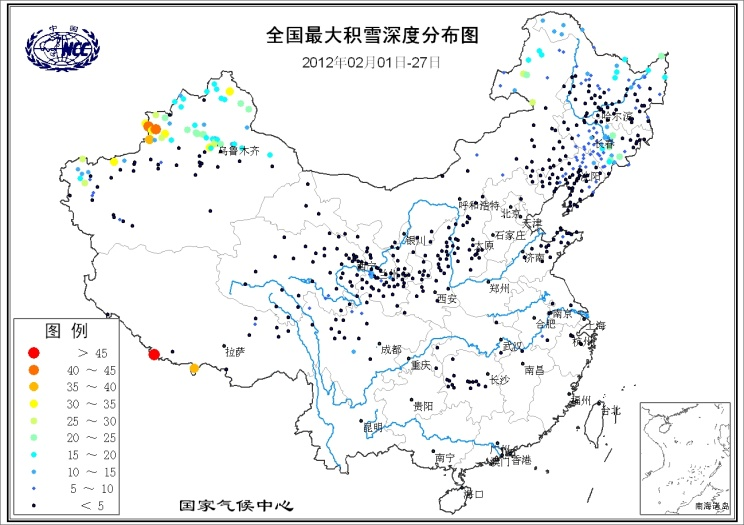 全国最大积雪深度分布图
2012年02月01日-27日
中国
NCC
哈尔滨
长春
乌鲁木齐
沈阳
呼和浩特
北京
天津
银川
太原
石家庄
济南
西宁
兰州
西安
郑州
南京
合肥
上海
杭州
拉萨
成都
武汉
重庆
南昌
长沙
贵阳
福州
台北
昆明
南宁
广州
澳门
香港
海口
图 例
> 45
40 ~ 45
35 ~ 40
30 ~ 35
25 ~ 30
20 ~ 25
15 ~ 20
10 ~ 15
5 ~ 10
< 5
国家气候中心
南海诸岛